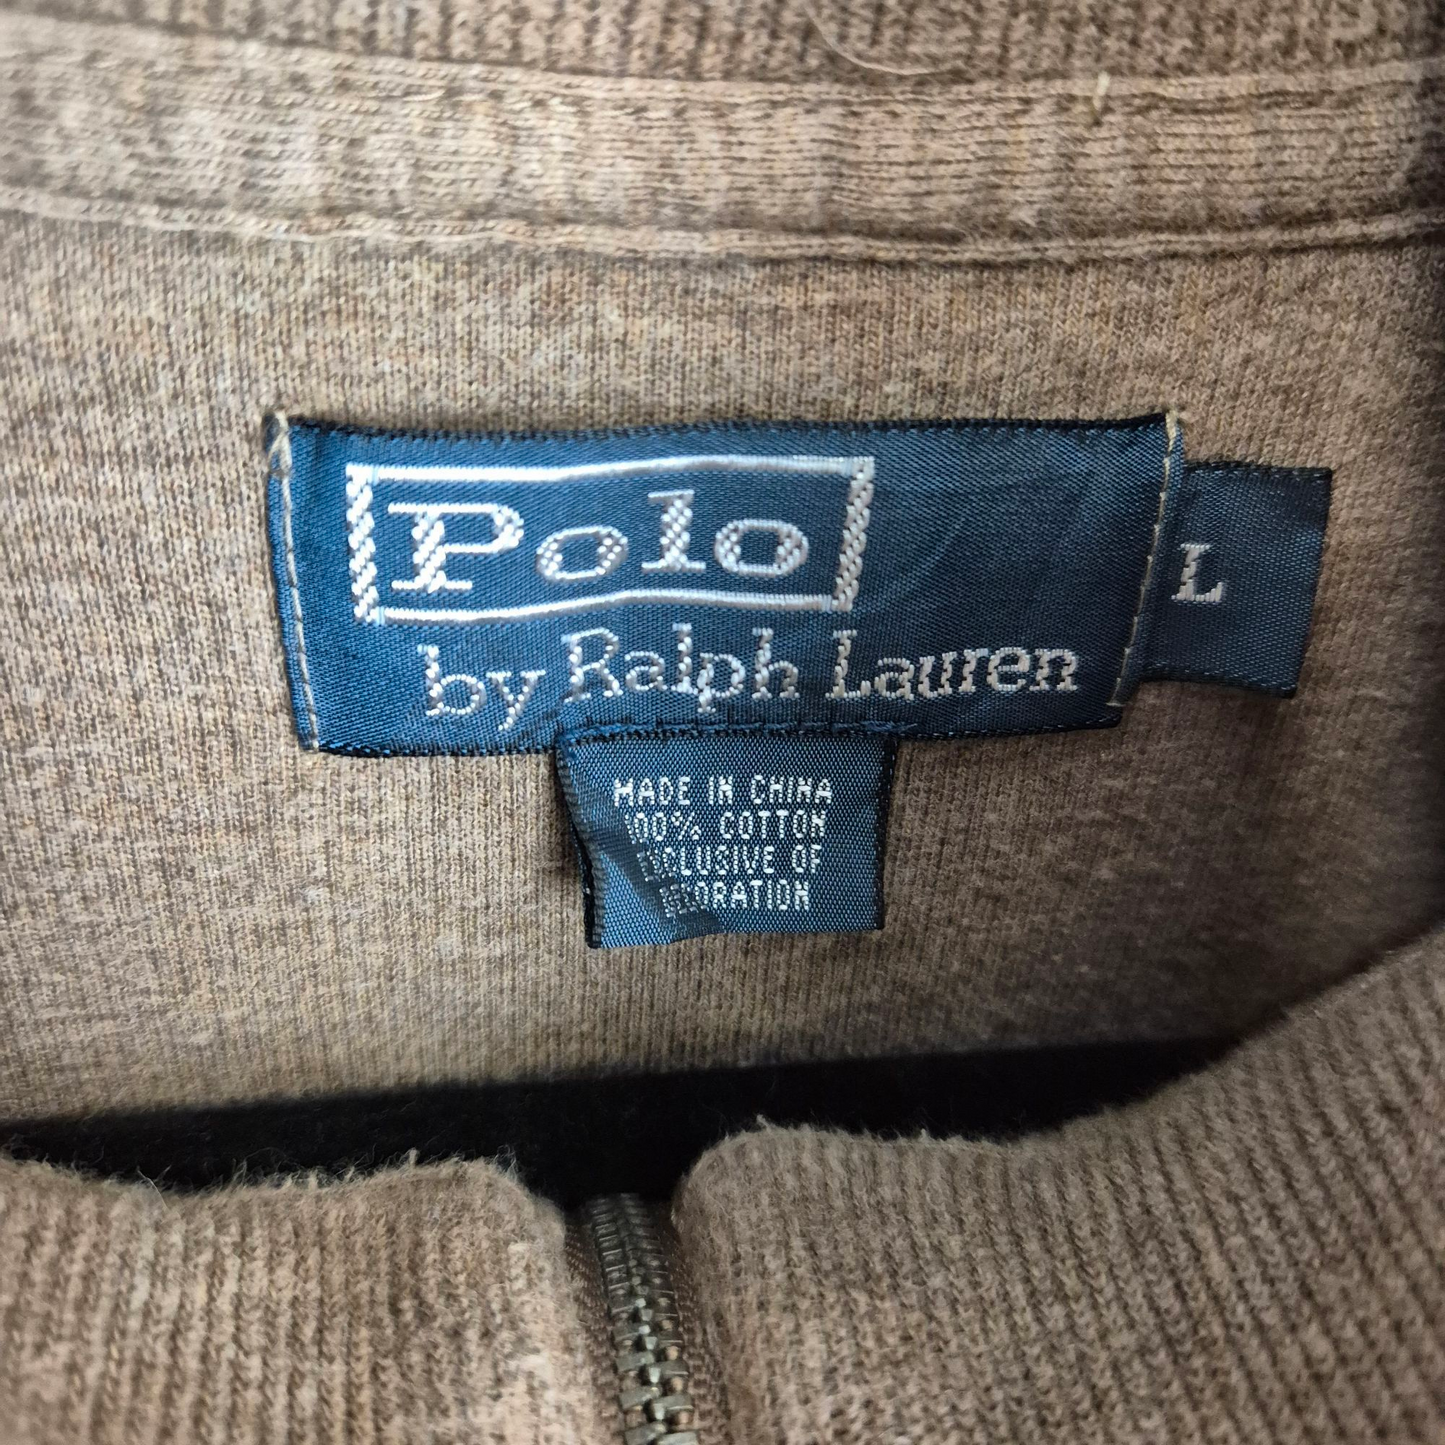 Polo
by Ralph Lauren
L
MADE IN CHINA
100% COTTON
EXCLUSIVE OF
DECORATION